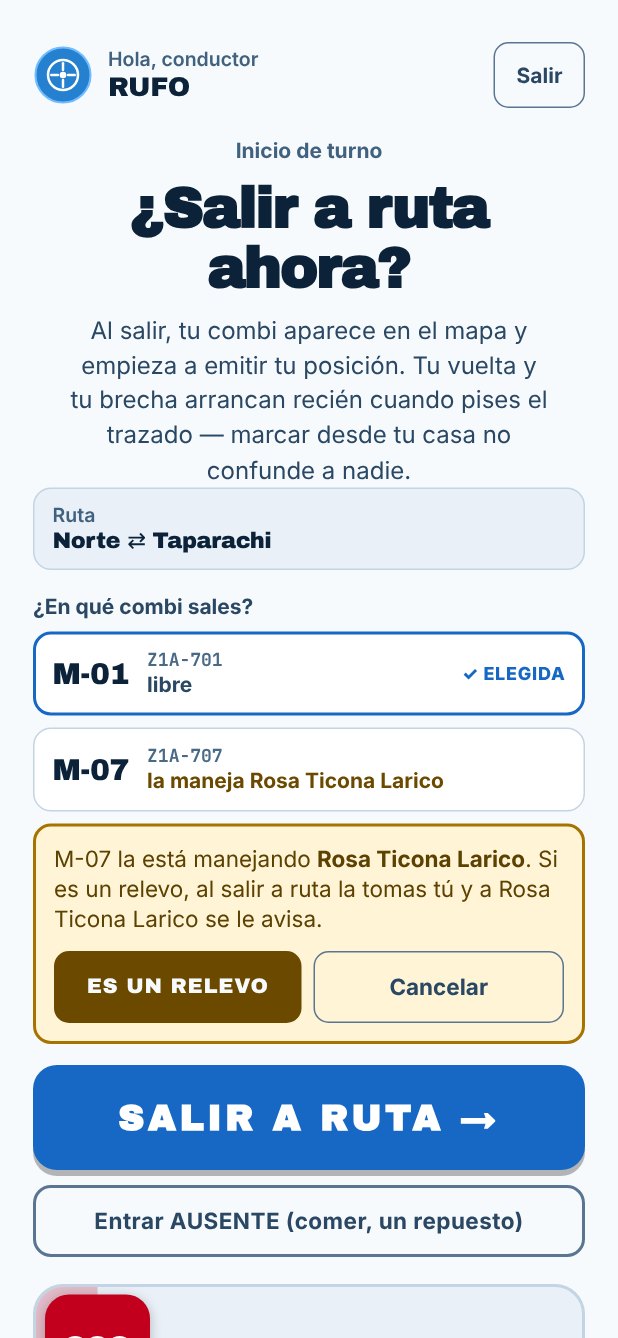 Hola, conductor
RUFO
Salir
Inicio de turno
¿Salir a ruta
ahora?
Al salir, tu combi aparece en el mapa y
empieza a emitir tu posición. Tu vuelta y
tu brecha arrancan recién cuando pises el
trazado — marcar desde tu casa no
confunde a nadie.
Ruta
Norte ⇄ Taparachi
¿En qué combi sales?
M-01
Z1A-701
libre
✓ ELEGIDA
M-07
Z1A-707
la maneja Rosa Ticona Larico
M-07 la está manejando Rosa Ticona Larico. Si
es un relevo, al salir a ruta la tomas tú y a Rosa
Ticona Larico se le avisa.
ES UN RELEVO
Cancelar
SALIR A RUTA →
Entrar AUSENTE (comer, un repuesto)